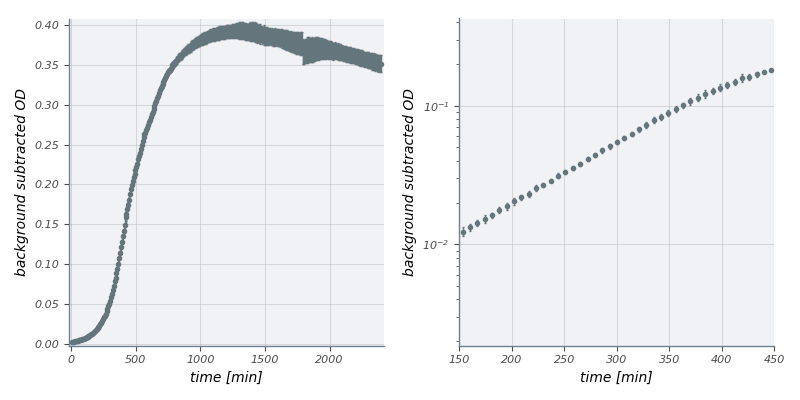 background subtracted OD
0.40
0.35
0.30
0.25
0.20
0.15
0.10
0.05
0.00
0 500 1000 1500 2000
time [min]
background subtracted OD
10⁻¹
10⁻²
150 200 250 300 350 400 450
time [min]